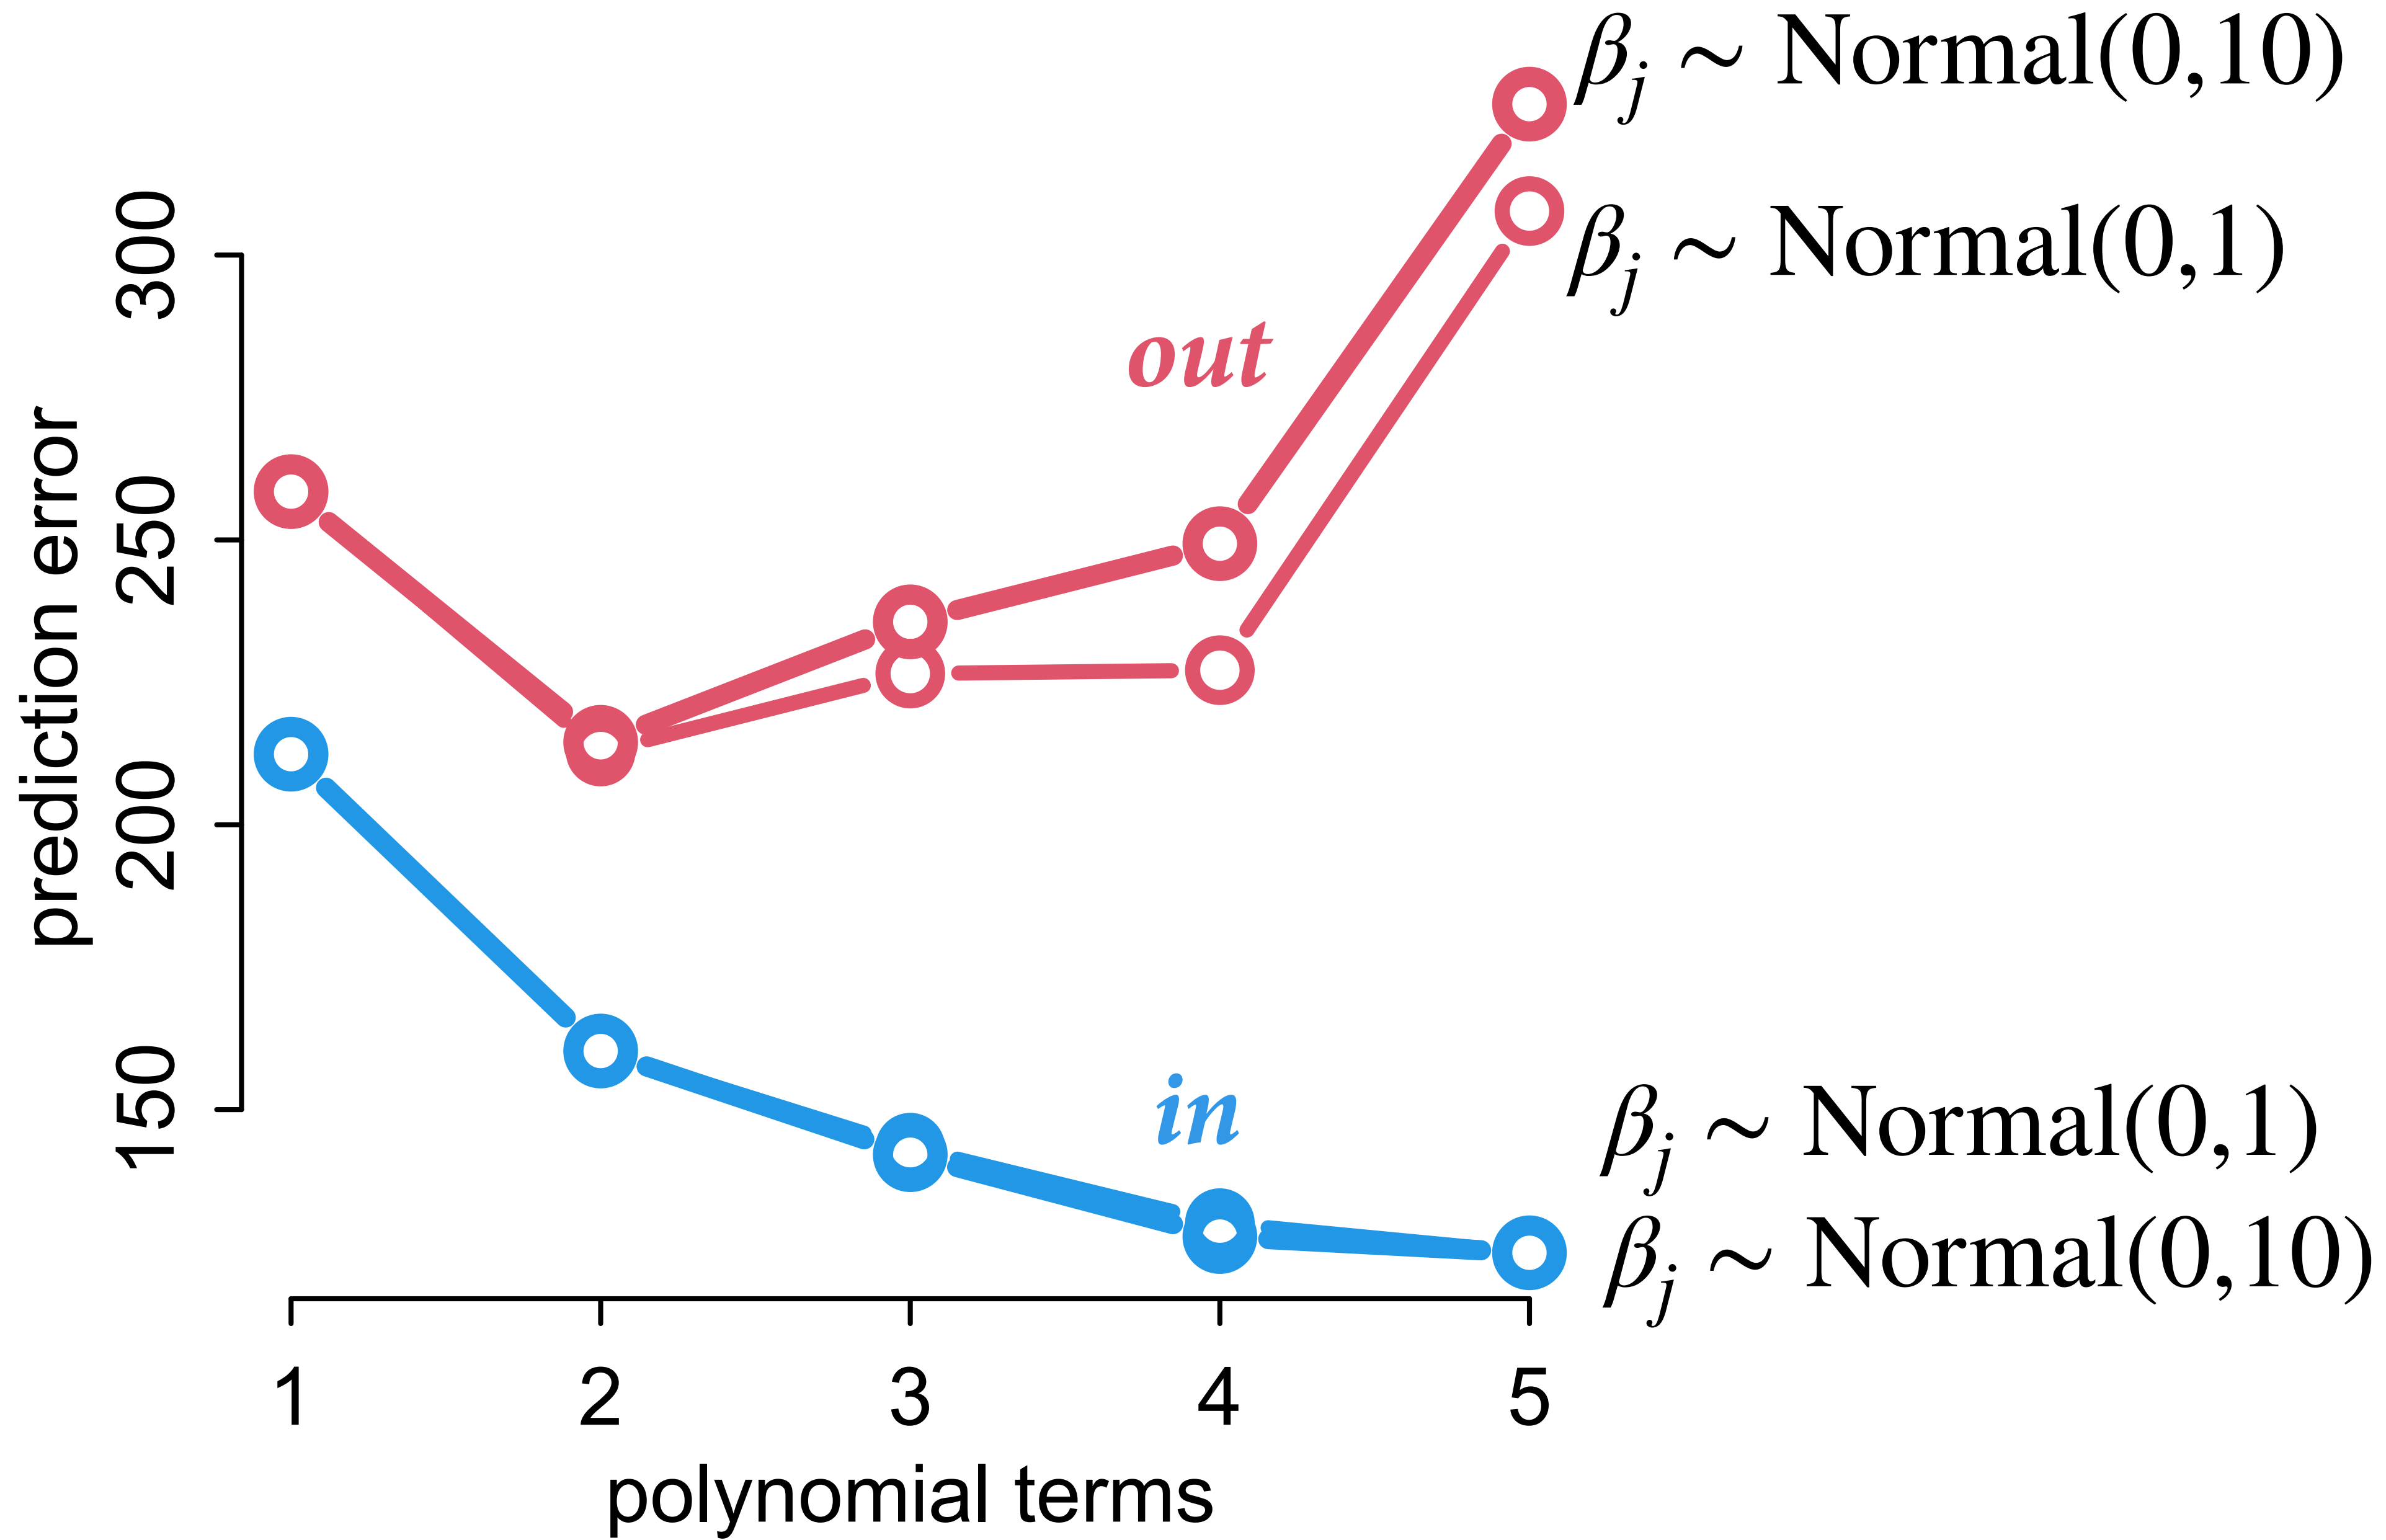 βj ~ Normal(0,10)
βj ~ Normal(0,1)
out
300
250
200
150
prediction error
in
βj ~ Normal(0,1)
βj ~ Normal(0,10)
1 2 3 4 5
polynomial terms